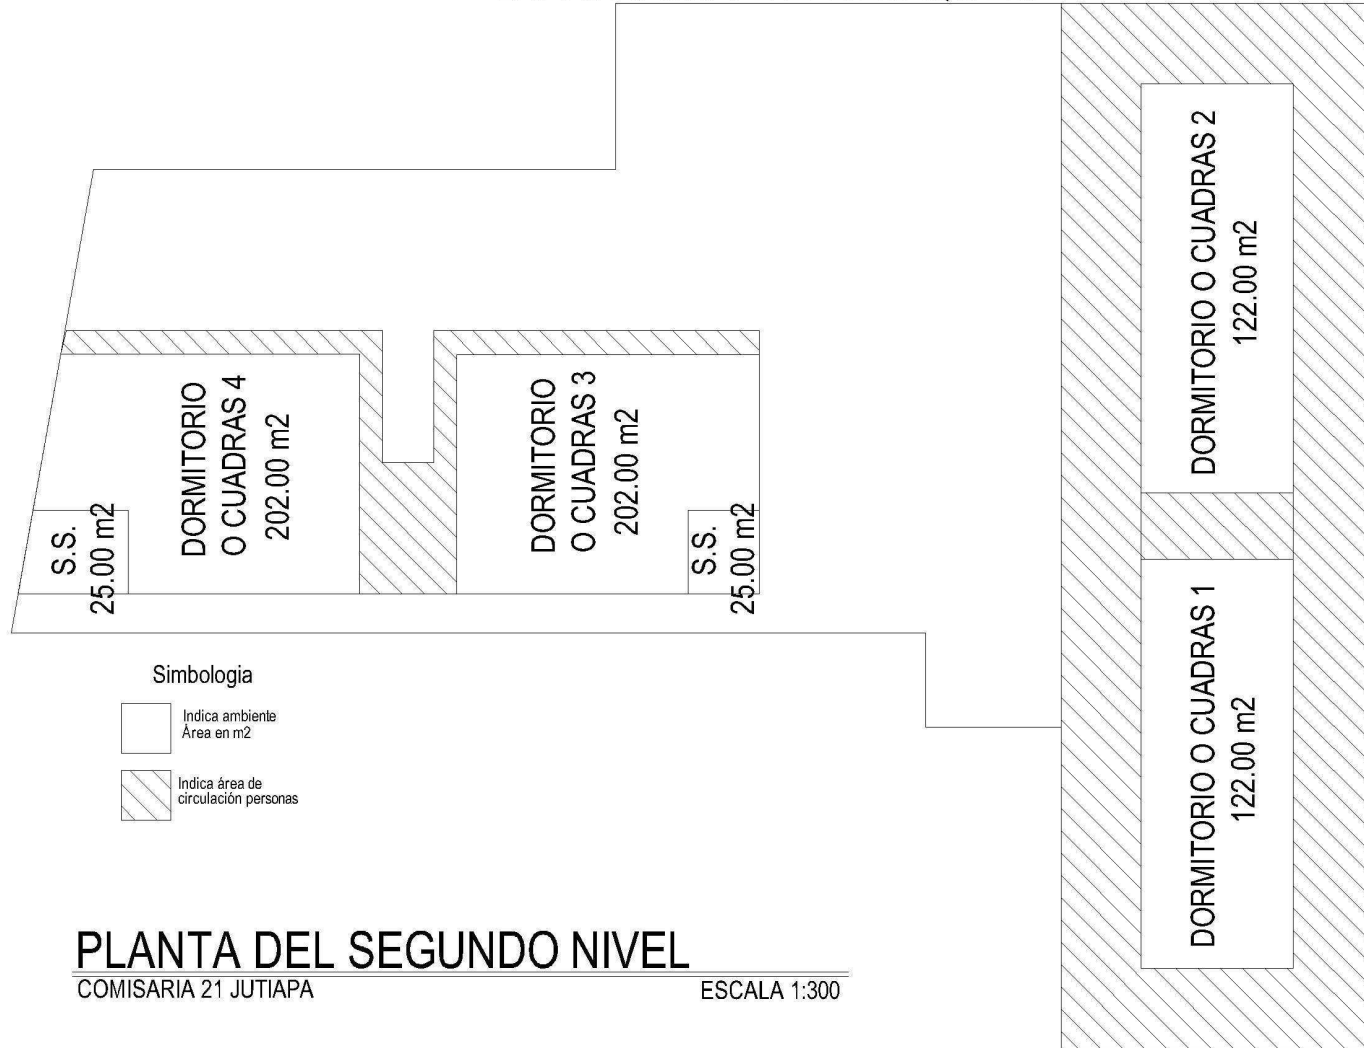 DORMITORIO
O CUADRAS 4
202.00 m2
S.S.
25.00 m2
DORMITORIO
O CUADRAS 3
202.00 m2
S.S.
25.00 m2
DORMITORIO O CUADRAS 2
122.00 m2
DORMITORIO O CUADRAS 1
122.00 m2
Simbologia
Indica ambiente
Área en m2
Indica área de
circulación personas
PLANTA DEL SEGUNDO NIVEL
COMISARIA 21 JUTIAPA
ESCALA 1:300